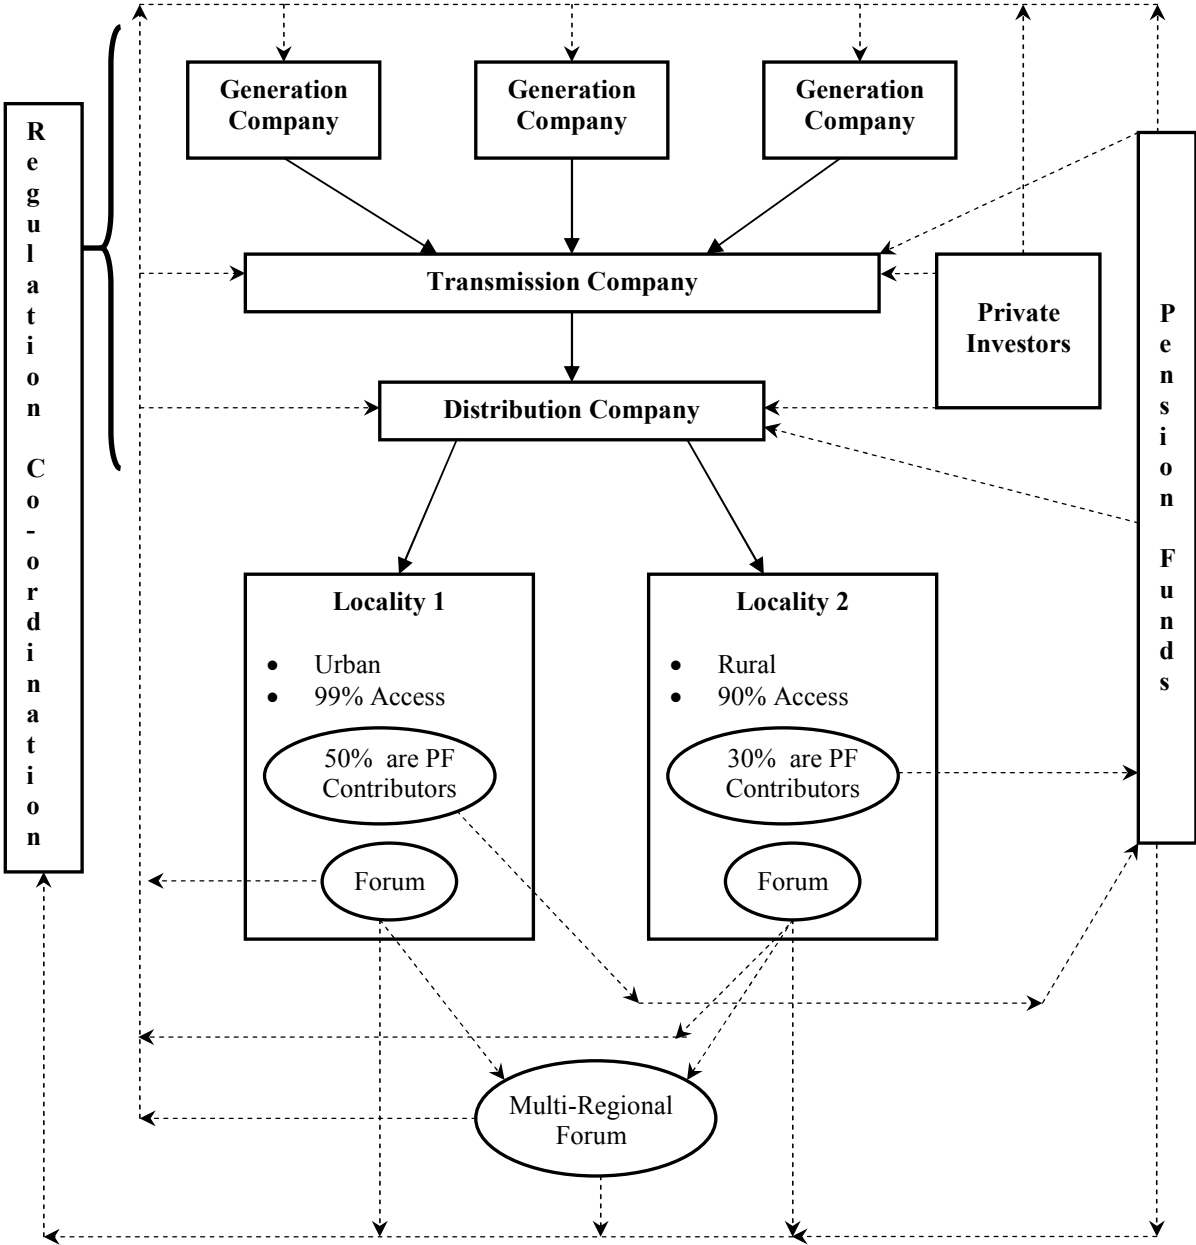 Generation
Company
Generation
Company
Generation
Company
Regulation Co-ordination
Transmission Company
Private
Investors
Pension Funds
Distribution Company
Locality 1
• Urban
• 99% Access
50% are PF
Contributors
Forum
Locality 2
• Rural
• 90% Access
30% are PF
Contributors
Forum
Multi-Regional
Forum